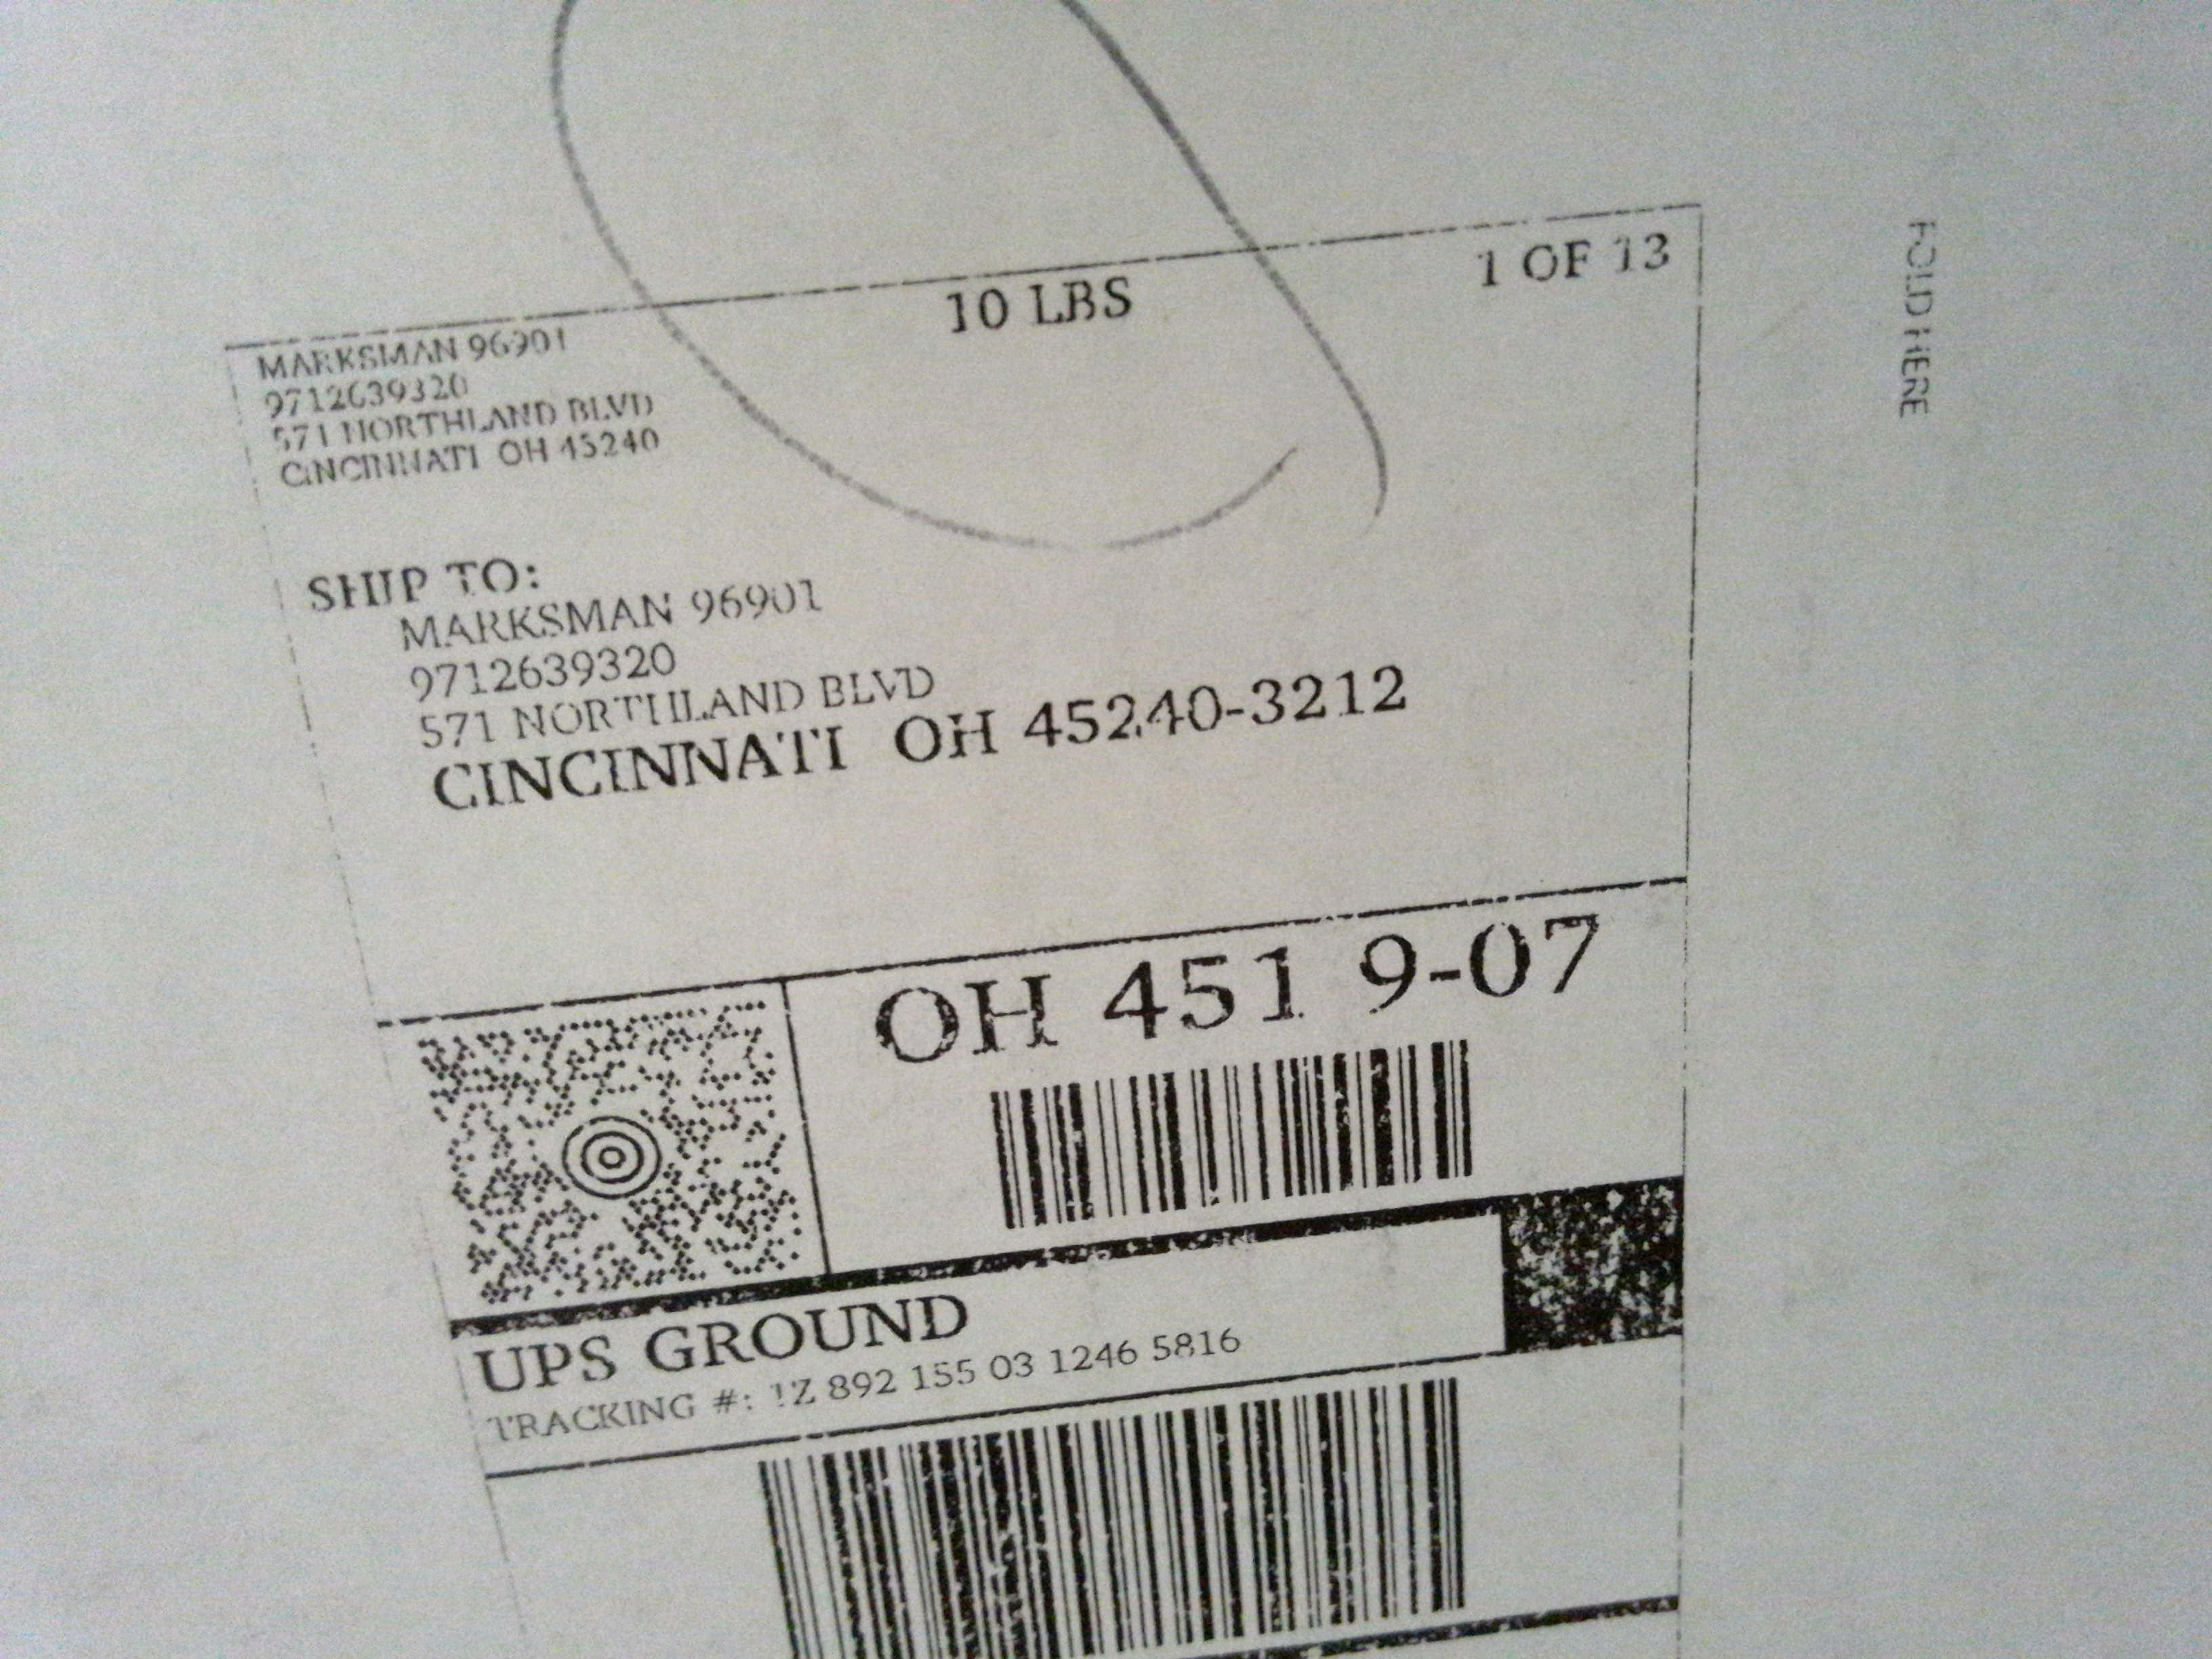 10 LBS
1 OF 13
MARKSMAN 96901
9712639320
571 NORTHLAND BLVD
CINCINNATI OH 45240
SHIP TO:
MARKSMAN 96901
9712639320
571 NORTHLAND BLVD
CINCINNATI OH 45240-3212
OH 451 9-07
UPS GROUND
TRACKING #: 1Z 892 155 03 1246 5816
FOLD HERE